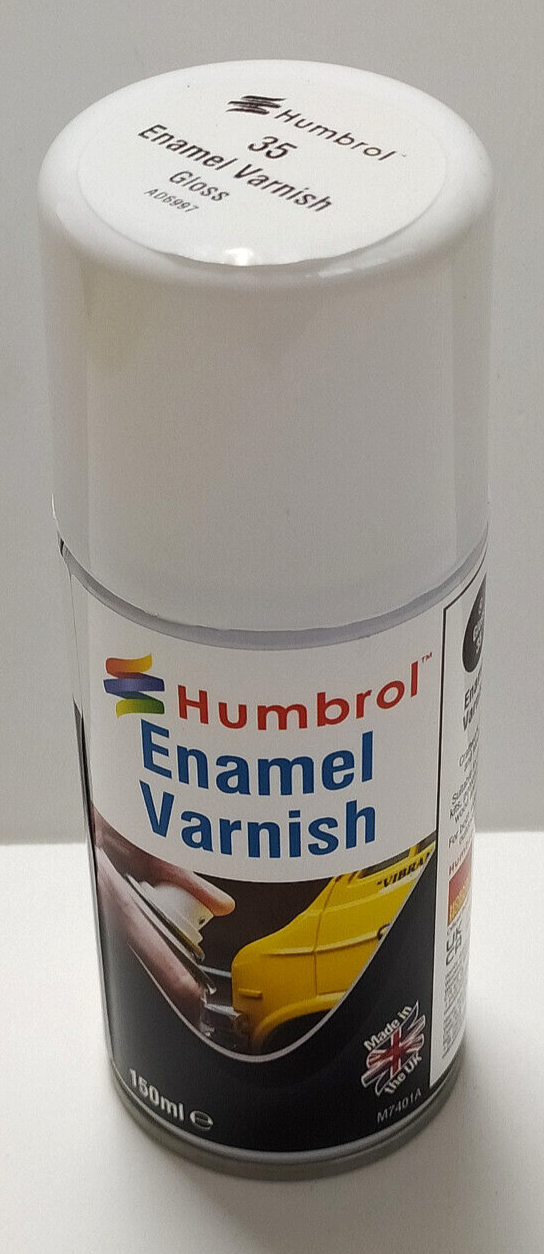 Humbrol
35
Enamel Varnish
Gloss
AD6997
Humbrol™
Enamel
Varnish
"VIBRA
Made in
the UK
150ml ℮
M7401A